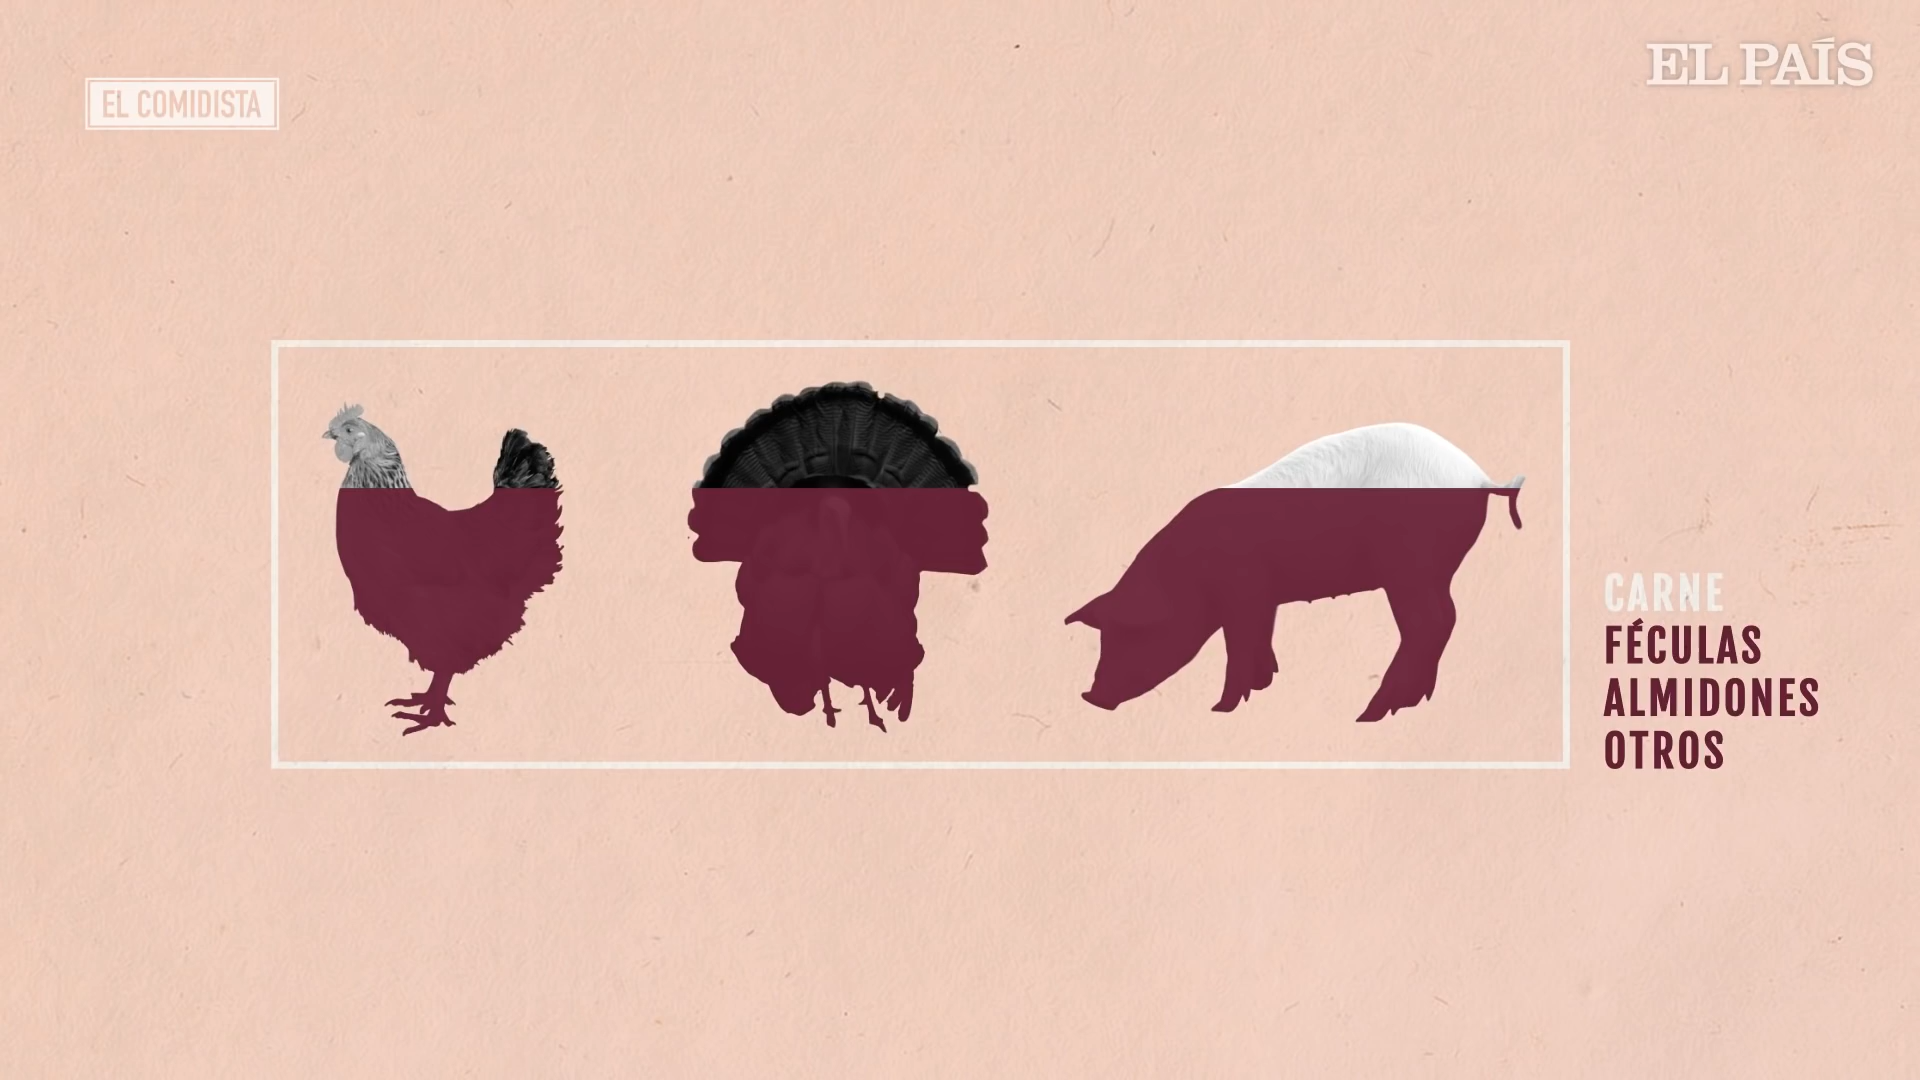 EL COMIDISTA
EL PAÍS
CARNE
FÉCULAS
ALMIDONES
OTROS